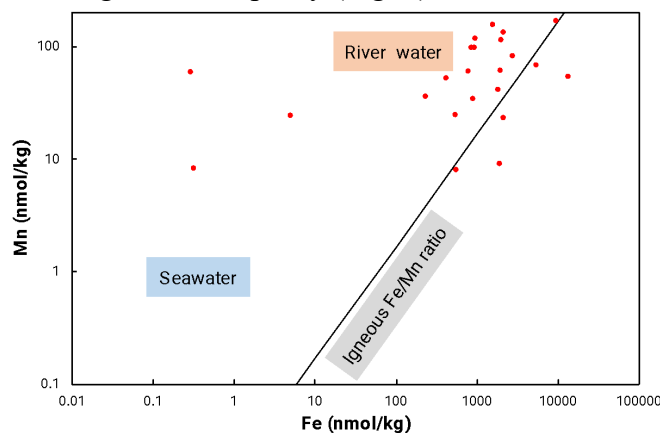 100
10
1
0.1
Mn (nmol/kg)
River water
Seawater
Igneous Fe/Mn ratio
0.01
0.1
1
10
100
1000
10000
100000
Fe (nmol/kg)